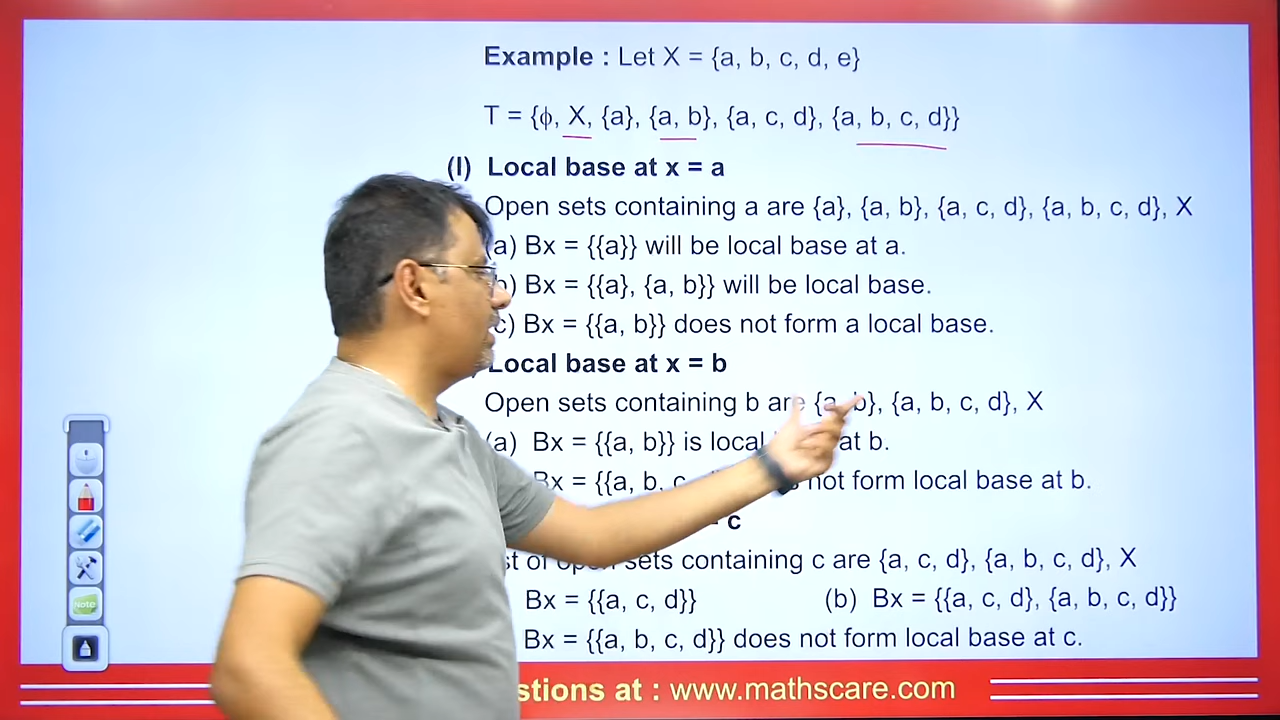 Example : Let X = {a, b, c, d, e}
T = {ϕ, X, {a}, {a, b}, {a, c, d}, {a, b, c, d}}
(I) Local base at x = a
Open sets containing a are {a}, {a, b}, {a, c, d}, {a, b, c, d}, X
(a) Bx = {{a}} will be local base at a.
) Bx = {{a}, {a, b}} will be local base.
c) Bx = {{a, b}} does not form a local base.
Local base at x = b
Open sets containing b are {a, b}, {a, b, c, d}, X
(a) Bx = {{a, b}} is local at b.
Bx = {{a, b, c not form local base at b.
c
of open sets containing c are {a, c, d}, {a, b, c, d}, X
Bx = {{a, c, d}} (b) Bx = {{a, c, d}, {a, b, c, d}}
Bx = {{a, b, c, d}} does not form local base at c.
Note
stions at : www.mathscare.com